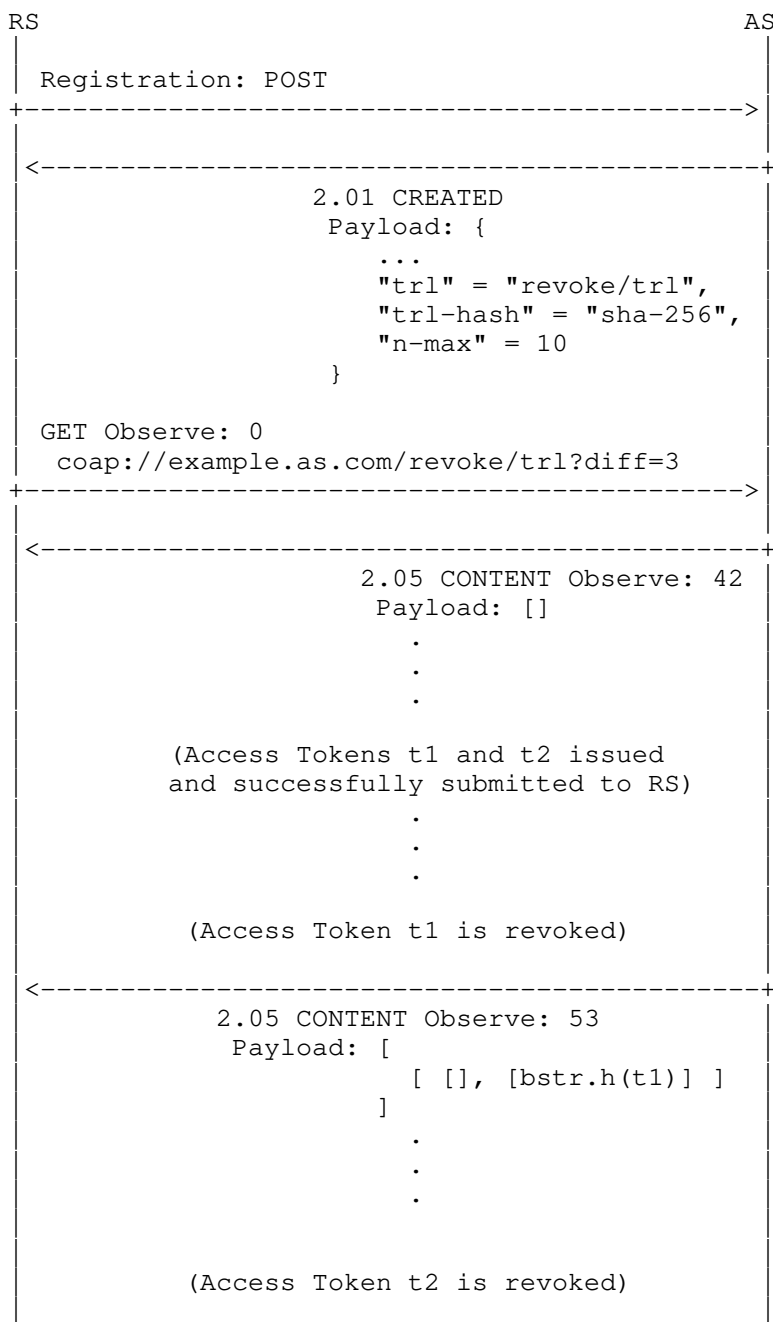 RS AS
Registration: POST
+--------------------------------------------->
<---------------------------------------------+
2.01 CREATED
Payload: {
...
"trl" = "revoke/trl",
"trl-hash" = "sha-256",
"n-max" = 10
}
GET Observe: 0
coap://example.as.com/revoke/trl?diff=3
+--------------------------------------------->
<---------------------------------------------+
2.05 CONTENT Observe: 42
Payload: []
.
.
.
(Access Tokens t1 and t2 issued
and successfully submitted to RS)
.
.
.
(Access Token t1 is revoked)
<---------------------------------------------+
2.05 CONTENT Observe: 53
Payload: [
[ [], [bstr.h(t1)] ]
]
.
.
.
(Access Token t2 is revoked)